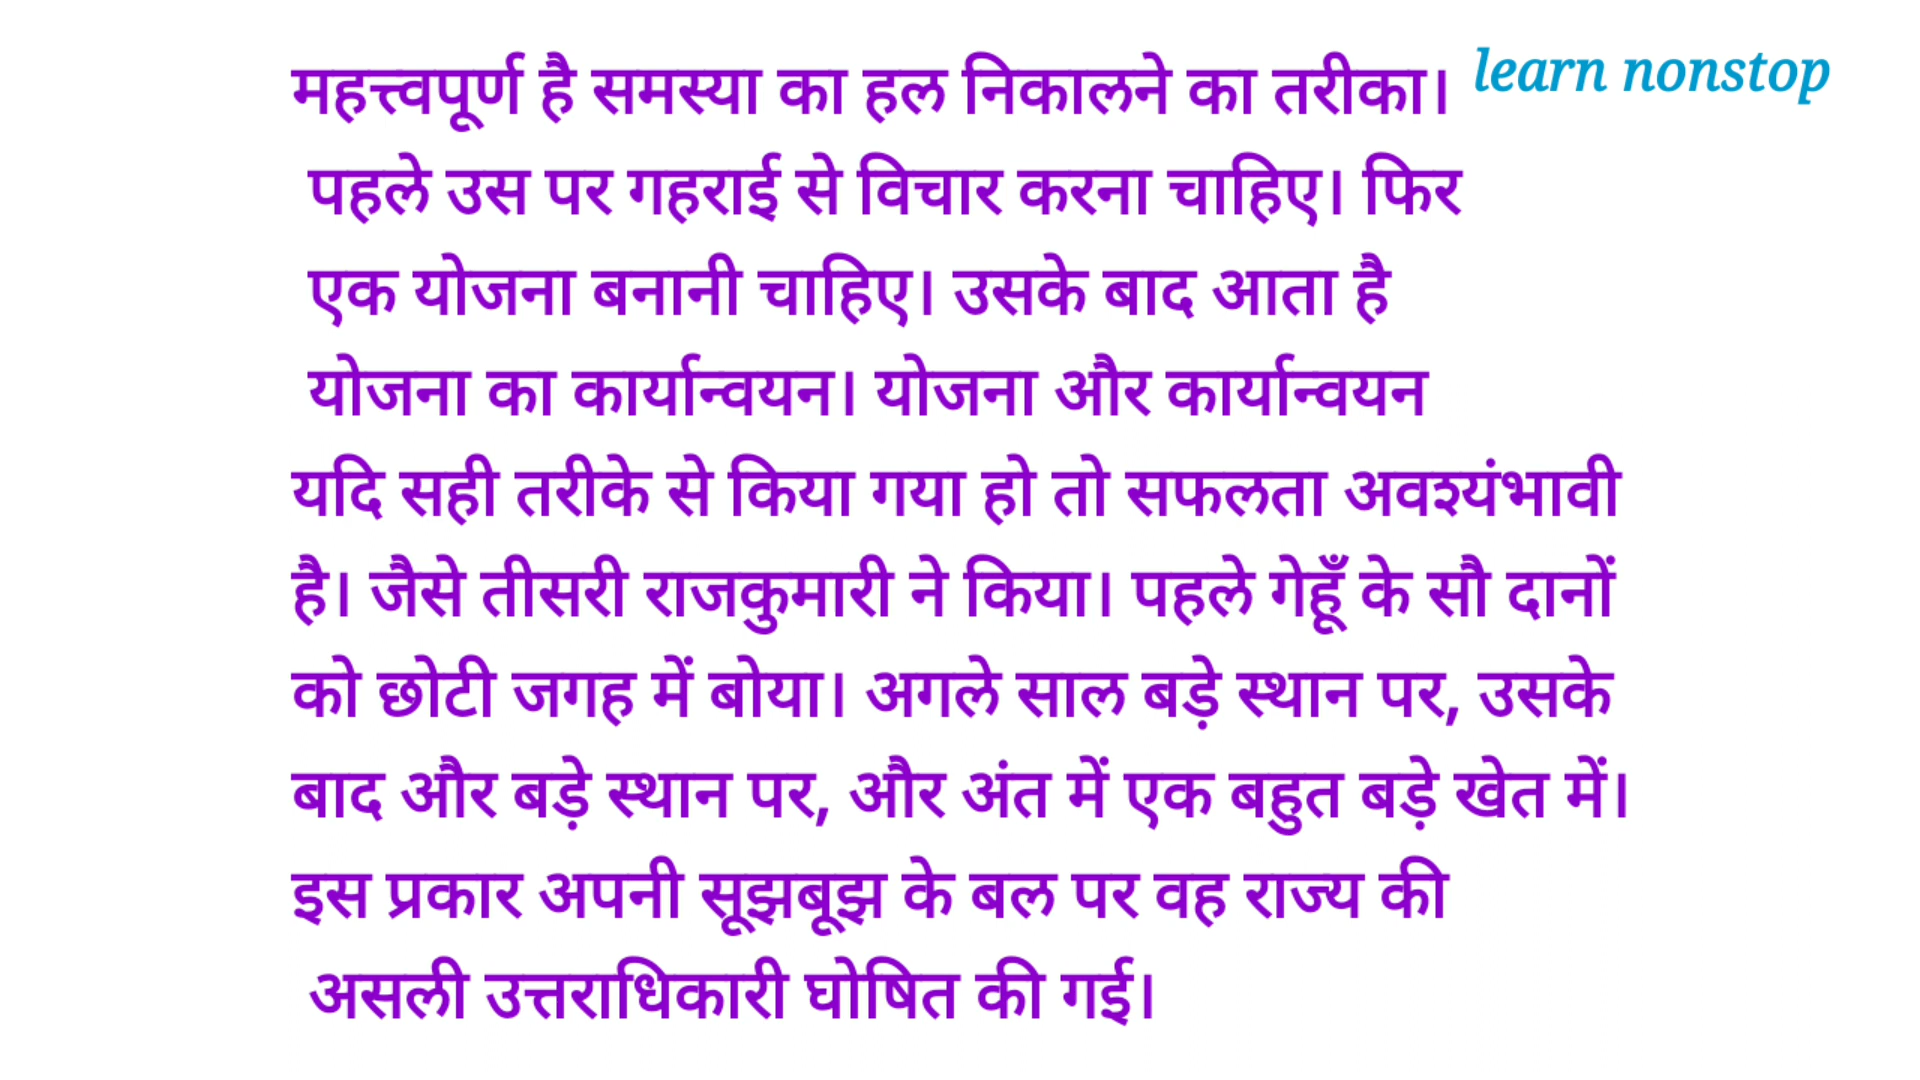 महत्त्वपूर्ण है समस्या का हल निकालने का तरीका। learn nonstop
पहले उस पर गहराई से विचार करना चाहिए। फिर
एक योजना बनानी चाहिए। उसके बाद आता है
योजना का कार्यान्वयन। योजना और कार्यान्वयन
यदि सही तरीके से किया गया हो तो सफलता अवश्यंभावी
है। जैसे तीसरी राजकुमारी ने किया। पहले गेहूँ के सौ दानों
को छोटी जगह में बोया। अगले साल बड़े स्थान पर, उसके
बाद और बड़े स्थान पर, और अंत में एक बहुत बड़े खेत में।
इस प्रकार अपनी सूझबूझ के बल पर वह राज्य की
असली उत्तराधिकारी घोषित की गई।